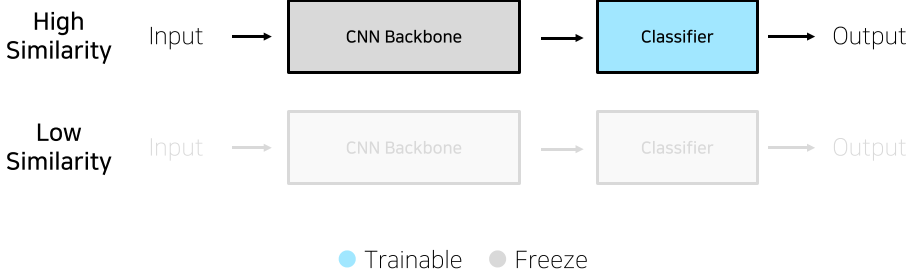 High
Similarity
Input
CNN Backbone
Classifier
Output
Low
Similarity
Input
CNN Backbone
Classifier
Output
Trainable
Freeze